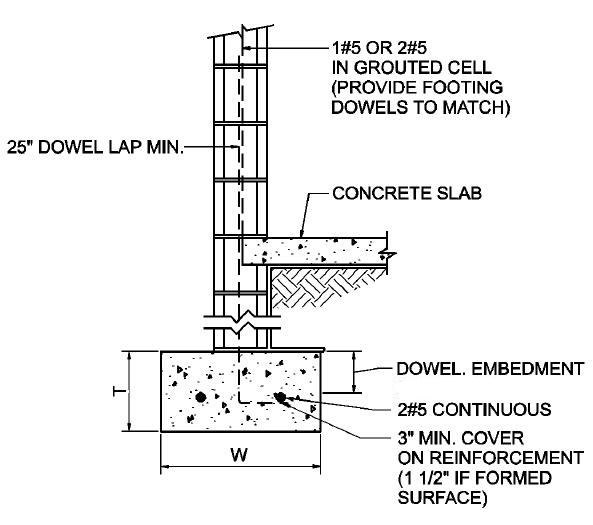 1#5 OR 2#5
IN GROUTED CELL
(PROVIDE FOOTING
DOWELS TO MATCH)
25" DOWEL LAP MIN.
CONCRETE SLAB
DOWEL. EMBEDMENT
T
2#5 CONTINUOUS
3" MIN. COVER
ON REINFORCEMENT
(1 1/2" IF FORMED
SURFACE)
W